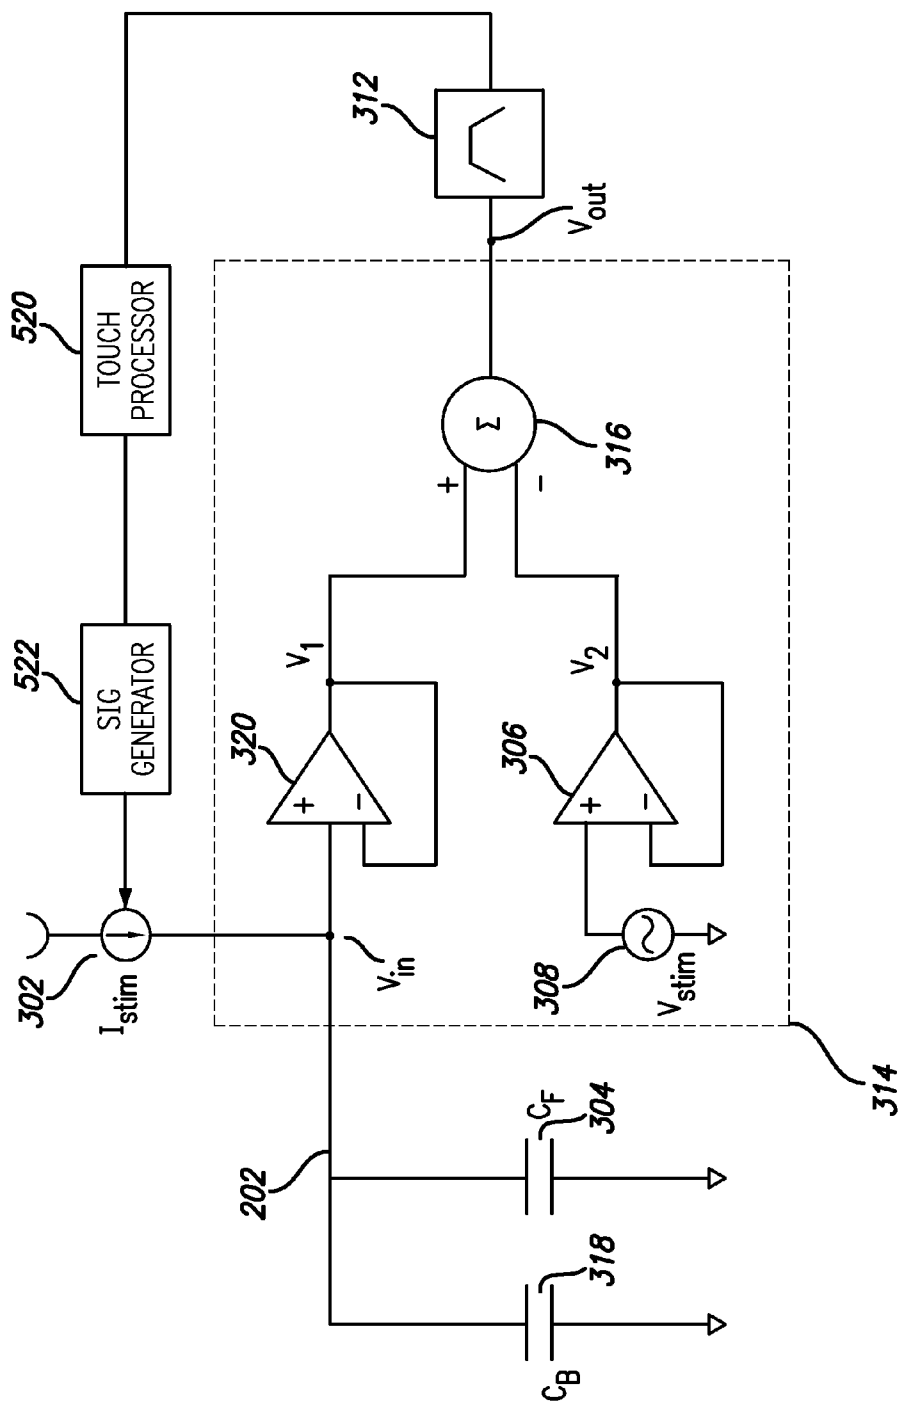 302
I stim
522
SIG
GENERATOR
520
TOUCH
PROCESSOR
312
202
Vin
320
+
−
V1
+
−
Σ
316
Vout
CB
318
CF
304
308
Vstim
306
+
−
V2
314